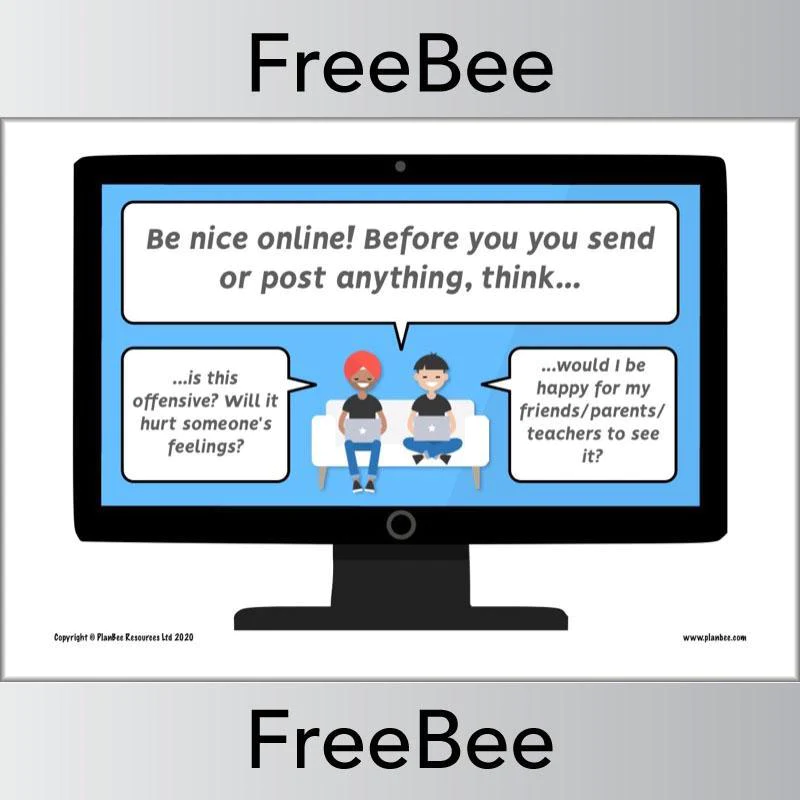 FreeBee
Be nice online! Before you you send
or post anything, think...
...is this
offensive? Will it
hurt someone's
feelings?
...would I be
happy for my
friends/parents/
teachers to see
it?
Copyright © PlanBee Resources Ltd 2020
www.planbee.com
FreeBee